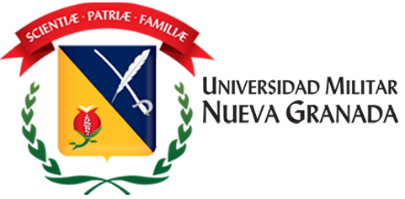 SCIENTIÆ · PATRIÆ · FAMILIÆ
UNIVERSIDAD MILITAR
NUEVA GRANADA